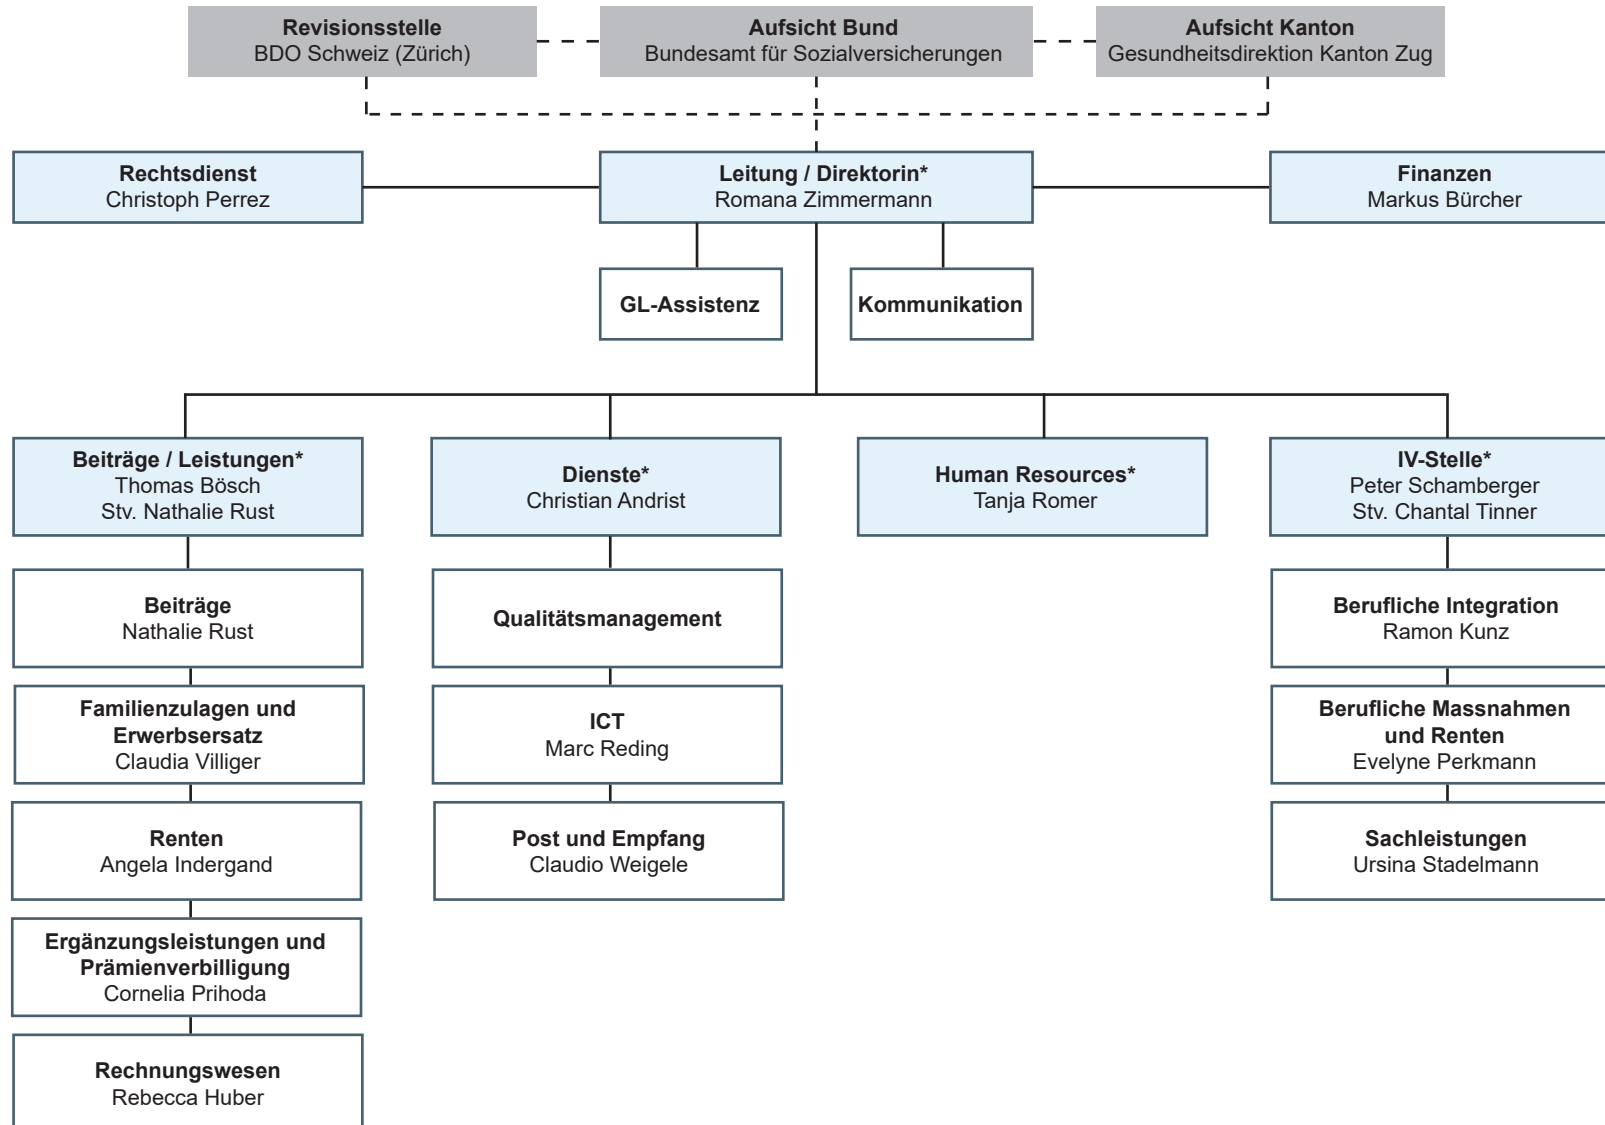 Revisionsstelle
BDO Schweiz (Zürich)
Aufsicht Bund
Bundesamt für Sozialversicherungen
Aufsicht Kanton
Gesundheitsdirektion Kanton Zug
Rechtsdienst
Christoph Perrez
Leitung / Direktorin*
Romana Zimmermann
Finanzen
Markus Bürcher
GL-Assistenz
Kommunikation
Beiträge / Leistungen*
Thomas Bösch
Stv. Nathalie Rust
Dienste*
Christian Andrist
Human Resources*
Tanja Romer
IV-Stelle*
Peter Schamberger
Stv. Chantal Tinner
Beiträge
Nathalie Rust
Qualitätsmanagement
Berufliche Integration
Ramon Kunz
Familienzulagen und
Erwerbsersatz
Claudia Villiger
ICT
Marc Reding
Berufliche Massnahmen
und Renten
Evelyne Perkmann
Renten
Angela Indergand
Post und Empfang
Claudio Weigele
Sachleistungen
Ursina Stadelmann
Ergänzungsleistungen und
Prämienverbilligung
Cornelia Prihoda
Rechnungswesen
Rebecca Huber